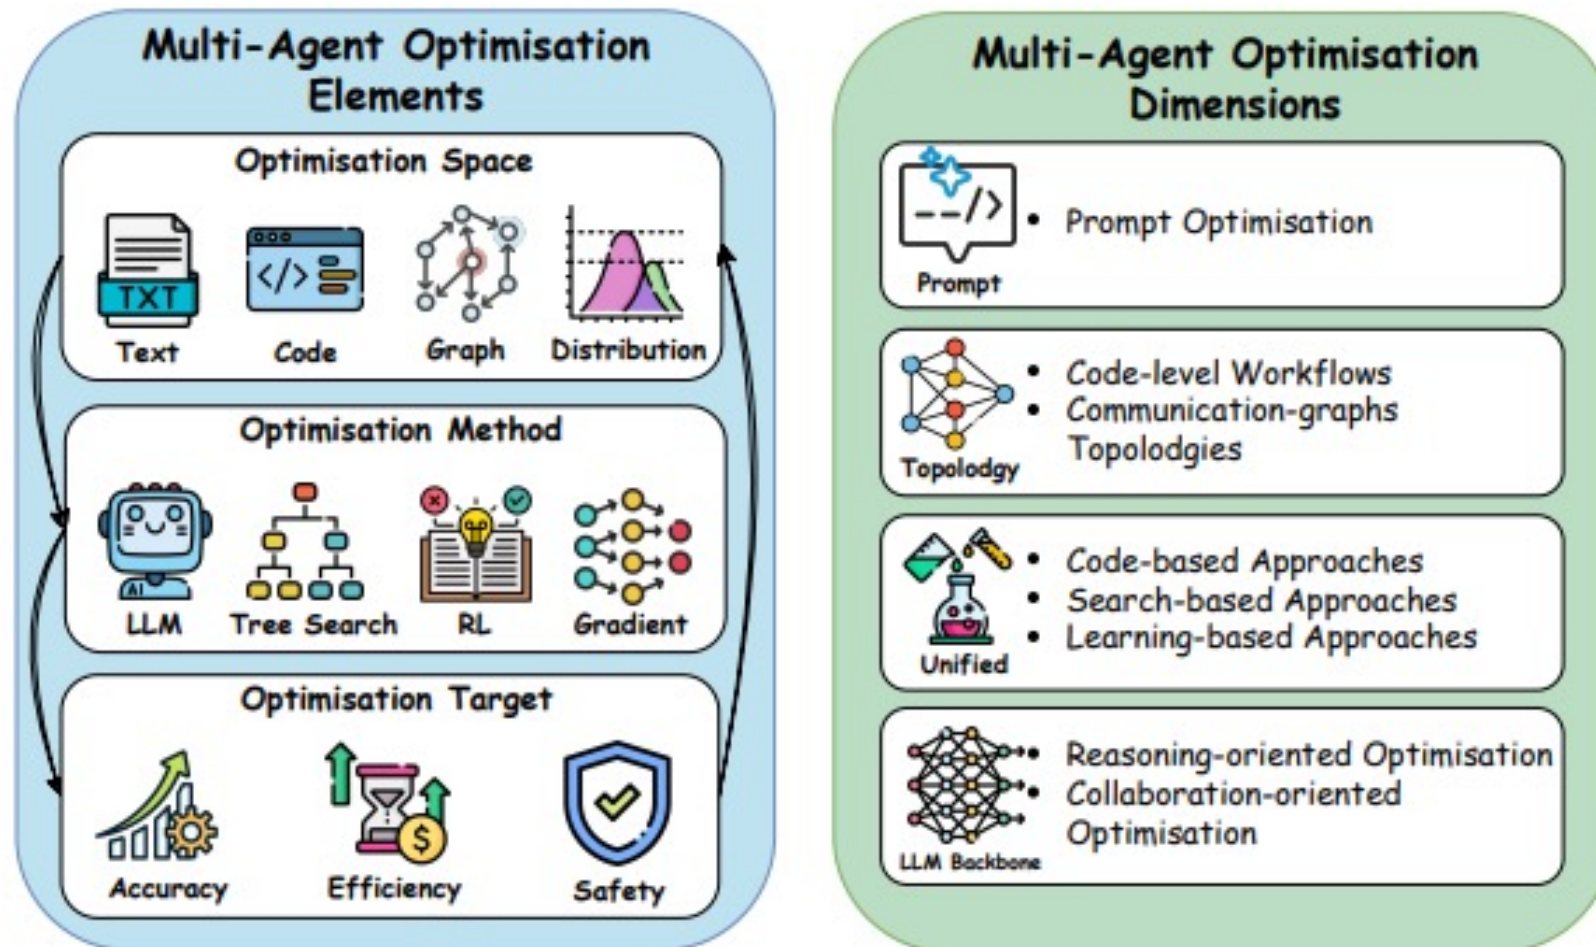 Multi-Agent Optimisation
Elements
Optimisation Space
TXT
</>
Text
Code
Graph
Distribution
Optimisation Method
AI
LLM
Tree Search
RL
Gradient
Optimisation Target
$
Accuracy
Efficiency
Safety
Multi-Agent Optimisation
Dimensions
--/>
Prompt
• Prompt Optimisation
Topolodgy
• Code-level Workflows
• Communication-graphs
Topolodgies
Unified
• Code-based Approaches
• Search-based Approaches
• Learning-based Approaches
LLM Backbone
• Reasoning-oriented Optimisation
• Collaboration-oriented
Optimisation